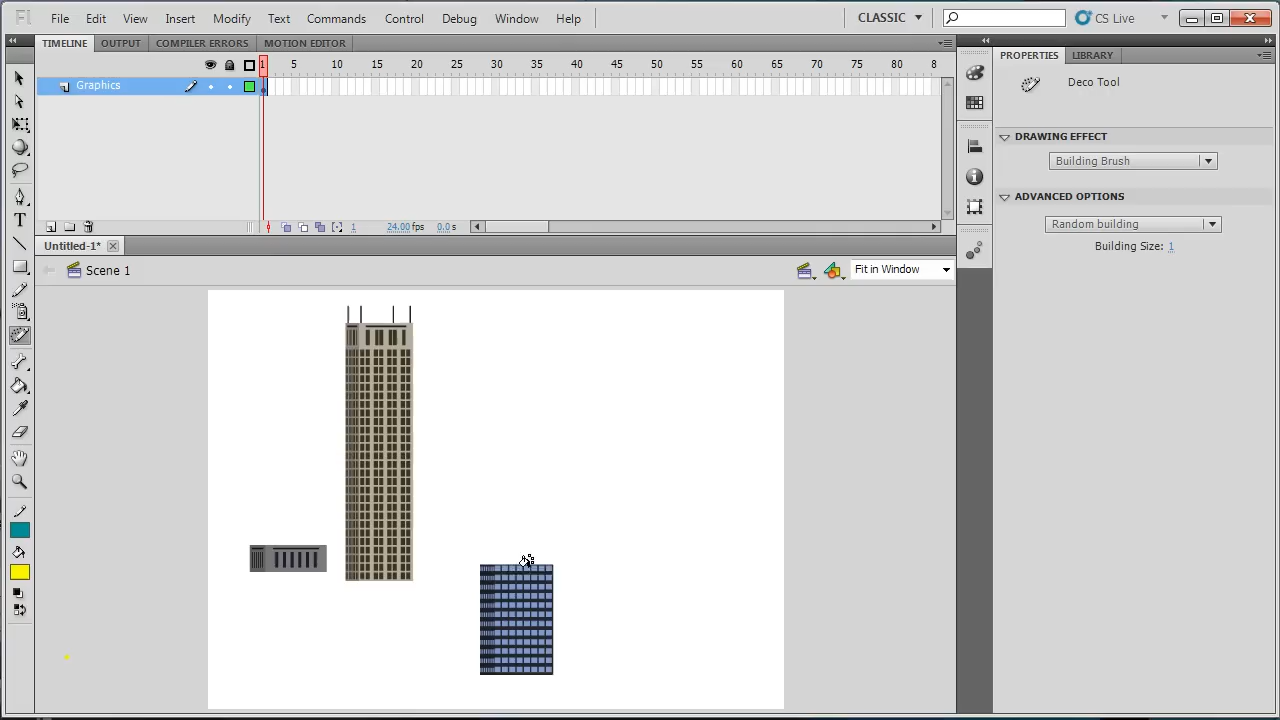 Fl File Edit View Insert Modify Text Commands Control Debug Window Help CLASSIC CS Live
TIMELINE OUTPUT COMPILER ERRORS MOTION EDITOR
PROPERTIES LIBRARY
1 10 15 20 25 30 35 40 45 50 55 60 65 70 75 80 8
Graphics
Deco Tool
DRAWING EFFECT
Building Brush
ADVANCED OPTIONS
Random building
Building Size: 1
1 24.00 fps 0.0 s
Untitled-1*
Scene 1 Fit in Window
T